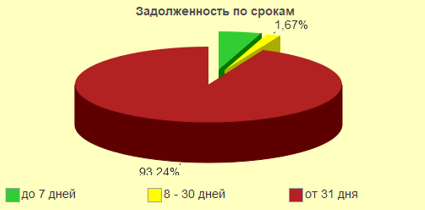 Задолженность по срокам
1,67%
93,24%
до 7 дней
8 - 30 дней
от 31 дня